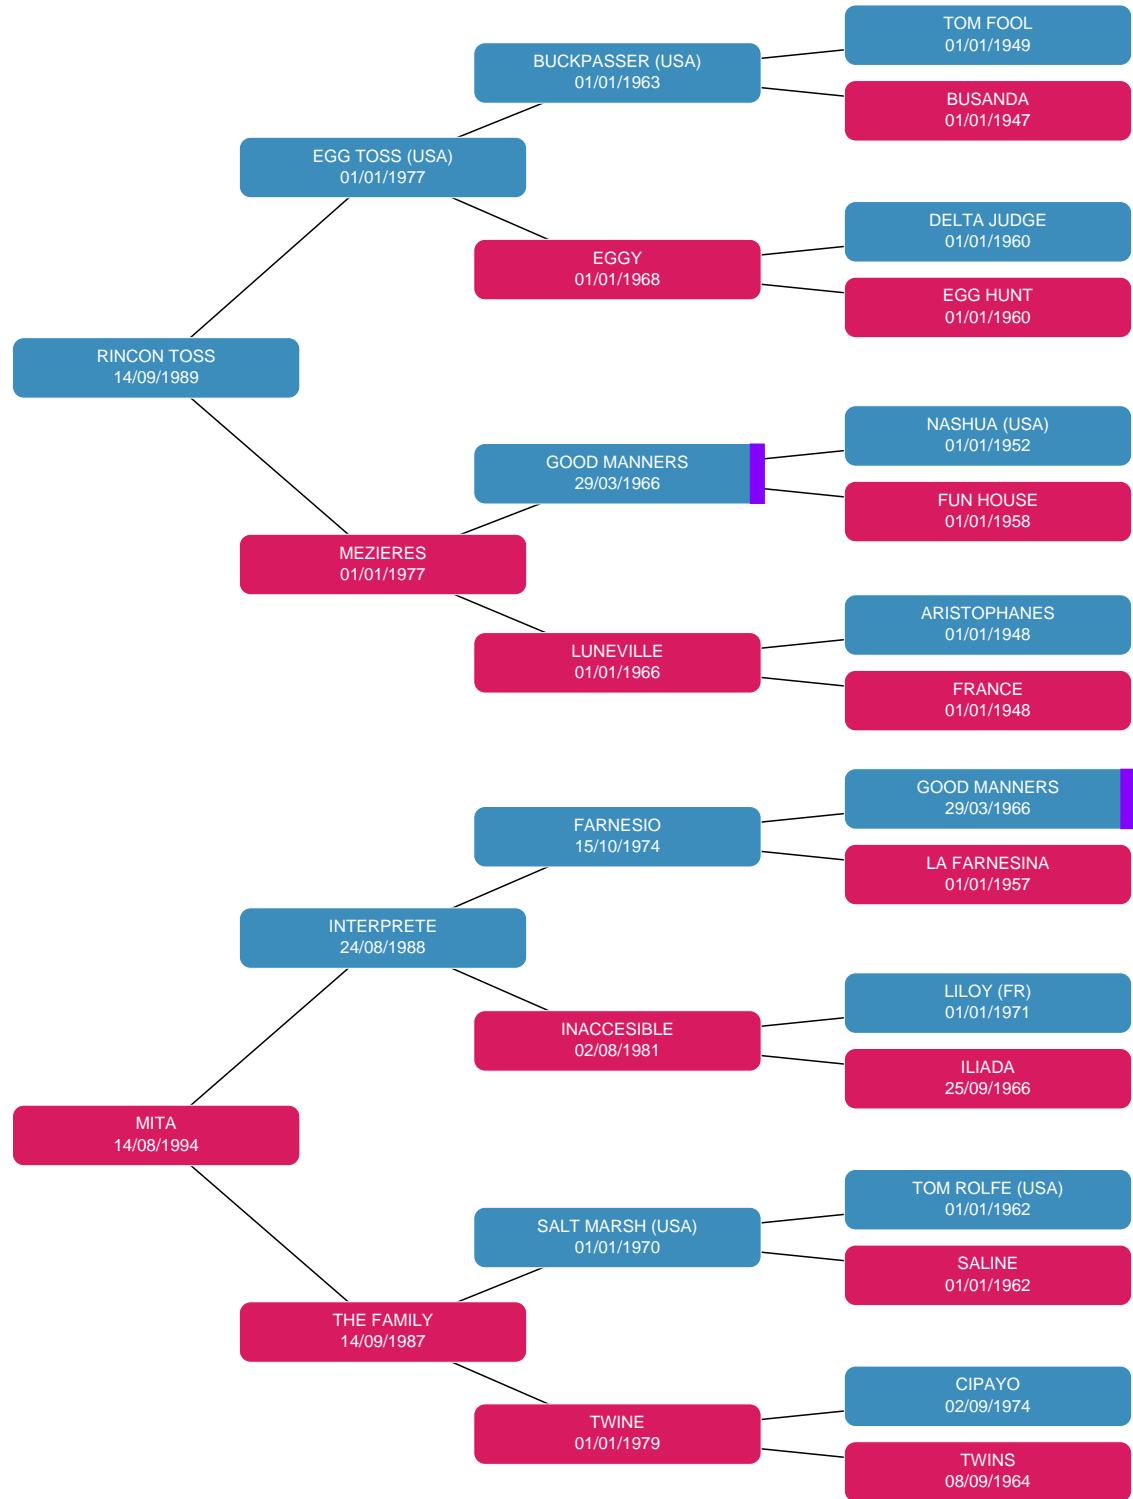 TOM FOOL
01/01/1949
BUCKPASSER (USA)
01/01/1963
BUSANDA
01/01/1947
EGG TOSS (USA)
01/01/1977
DELTA JUDGE
01/01/1960
EGGY
01/01/1968
EGG HUNT
01/01/1960
RINCON TOSS
14/09/1989
NASHUA (USA)
01/01/1952
GOOD MANNERS
29/03/1966
FUN HOUSE
01/01/1958
MEZIERES
01/01/1977
ARISTOPHANES
01/01/1948
LUNEVILLE
01/01/1966
FRANCE
01/01/1948
GOOD MANNERS
29/03/1966
FARNESIO
15/10/1974
LA FARNESINA
01/01/1957
INTERPRETE
24/08/1988
LILOY (FR)
01/01/1971
INACCESIBLE
02/08/1981
ILIADA
25/09/1966
MITA
14/08/1994
TOM ROLFE (USA)
01/01/1962
SALT MARSH (USA)
01/01/1970
SALINE
01/01/1962
THE FAMILY
14/09/1987
CIPAYO
02/09/1974
TWINE
01/01/1979
TWINS
08/09/1964